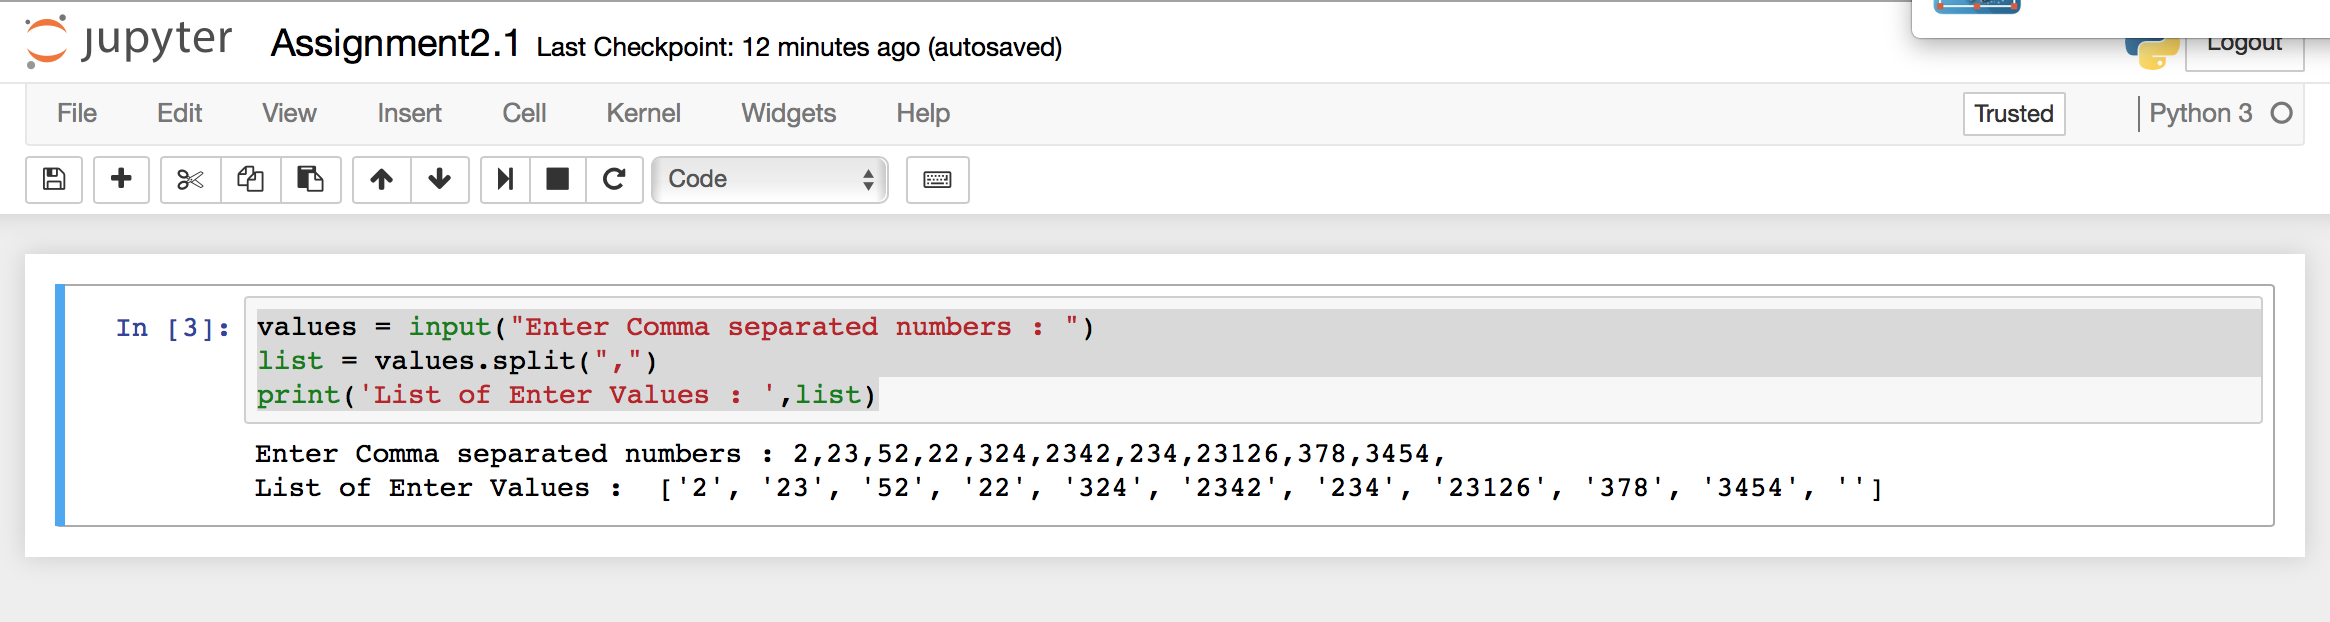 jupyter Assignment2.1 Last Checkpoint: 12 minutes ago (autosaved)
Logout
File Edit View Insert Cell Kernel Widgets Help Trusted Python 3
Code
In [3]: values = input("Enter Comma separated numbers : ")
list = values.split(",")
print('List of Enter Values : ',list)
Enter Comma separated numbers : 2,23,52,22,324,2342,234,23126,378,3454,
List of Enter Values :  ['2', '23', '52', '22', '324', '2342', '234', '23126', '378', '3454', '']